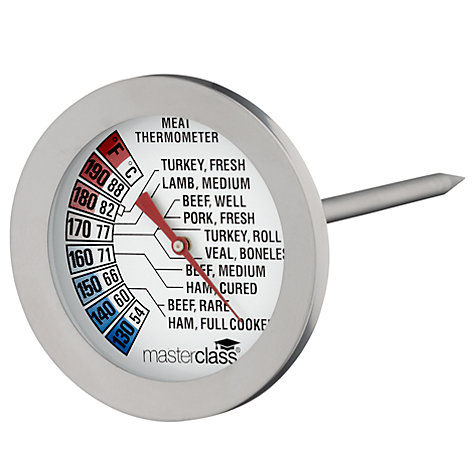 MEAT
THERMOMETER
°F °C
190 88
180 82
170 77
160 71
150 66
140 60
130 54
TURKEY, FRESH
LAMB, MEDIUM
BEEF, WELL
PORK, FRESH
TURKEY, ROLL
VEAL, BONELES
BEEF, MEDIUM
HAM, CURED
BEEF, RARE
HAM, FULL COOKE
masterclass®